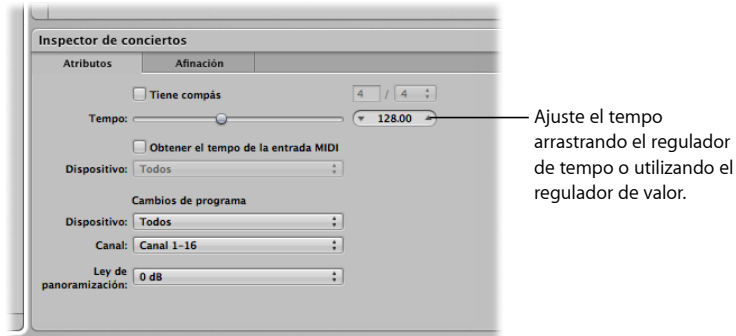 Inspector de conciertos
Atributos Afinación
Tiene compás 4 / 4
Tempo: 128.00
Obtener el tempo de la entrada MIDI
Dispositivo: Todos
Cambios de programa
Dispositivo: Todos
Canal: Canal 1-16
Ley de
panoramización: 0 dB
Ajuste el tempo
arrastrando el regulador
de tempo o utilizando el
regulador de valor.